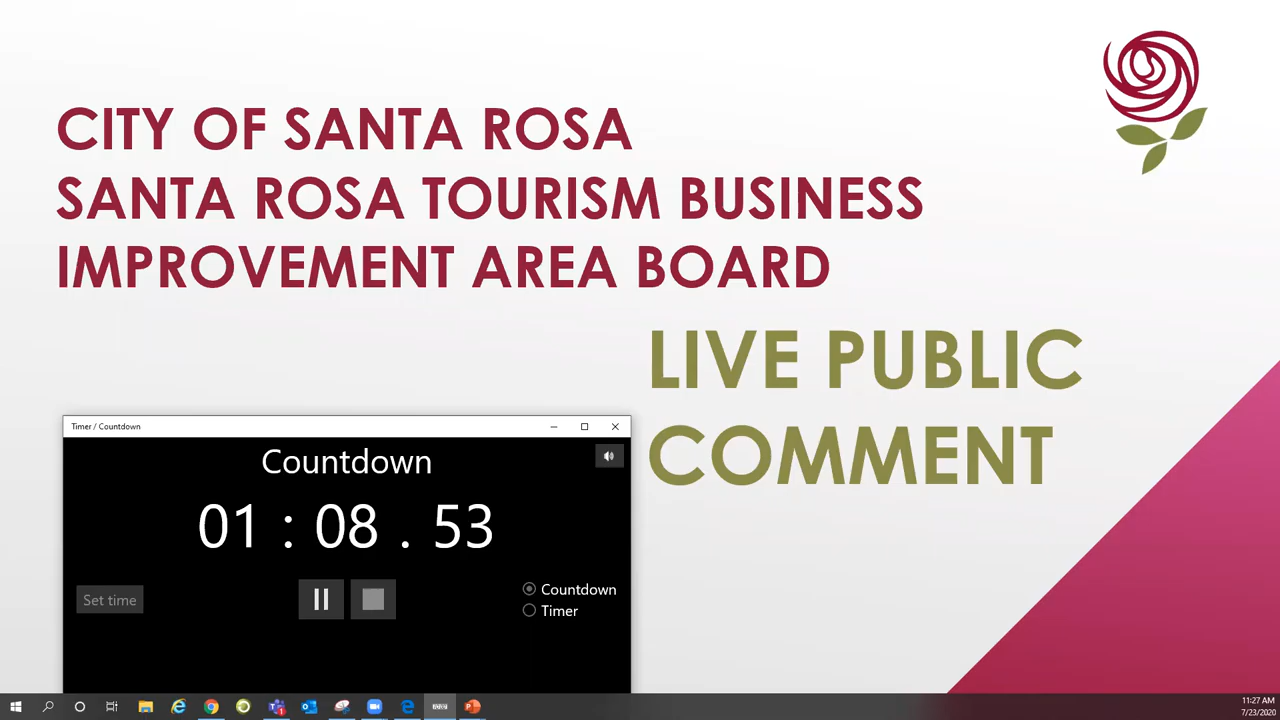 CITY OF SANTA ROSA
SANTA ROSA TOURISM BUSINESS
IMPROVEMENT AREA BOARD
LIVE PUBLIC
COMMENT
Timer / Countdown
Countdown
01 : 08 . 53
Set time
Countdown
Timer
11:27 AM
7/23/2020